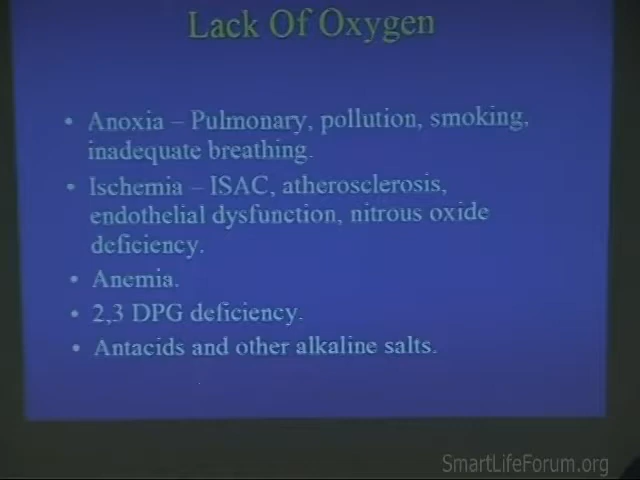 Lack Of Oxygen
• Anoxia – Pulmonary, pollution, smoking,
inadequate breathing.
• Ischemia – ISAC, atherosclerosis,
endothelial dysfunction, nitrous oxide
deficiency.
• Anemia.
• 2,3 DPG deficiency.
• Antacids and other alkaline salts.
SmartLifeForum.org